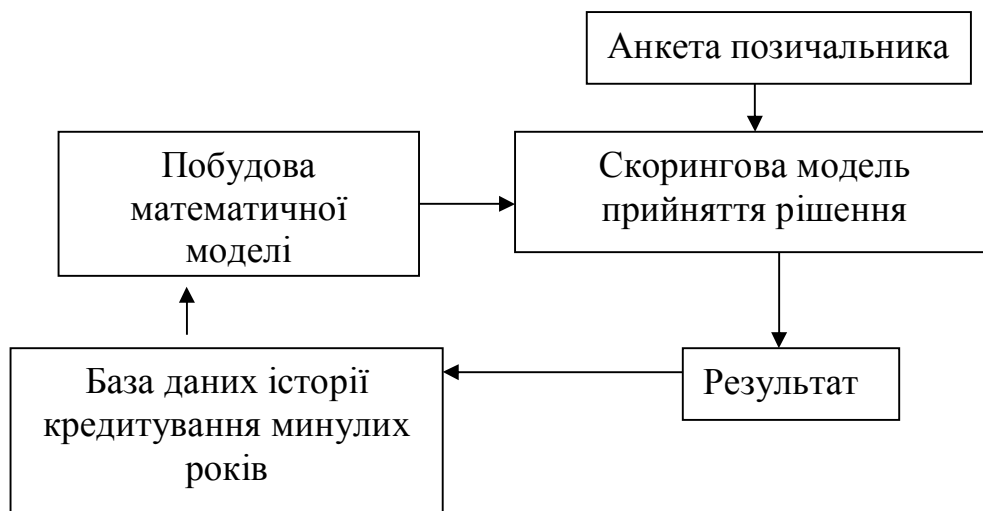 Анкета позичальника
Побудова
математичної
моделі
Скорингова модель
прийняття рішення
База даних історії
кредитування минулих
років
Результат